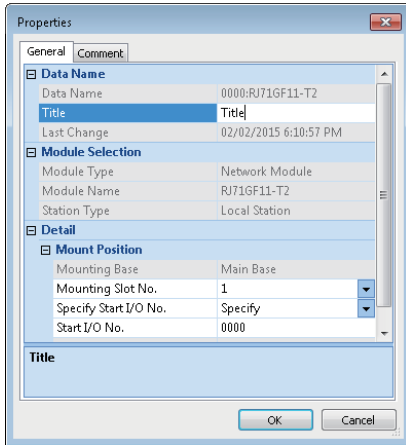 Properties
General Comment
Data Name
Data Name 0000:RJ71GF11-T2
Title Title
Last Change 02/02/2015 6:10:57 PM
Module Selection
Module Type Network Module
Module Name RJ71GF11-T2
Station Type Local Station
Detail
Mount Position
Mounting Base Main Base
Mounting Slot No. 1
Specify Start I/O No. Specify
Start I/O No. 0000
Title
OK Cancel